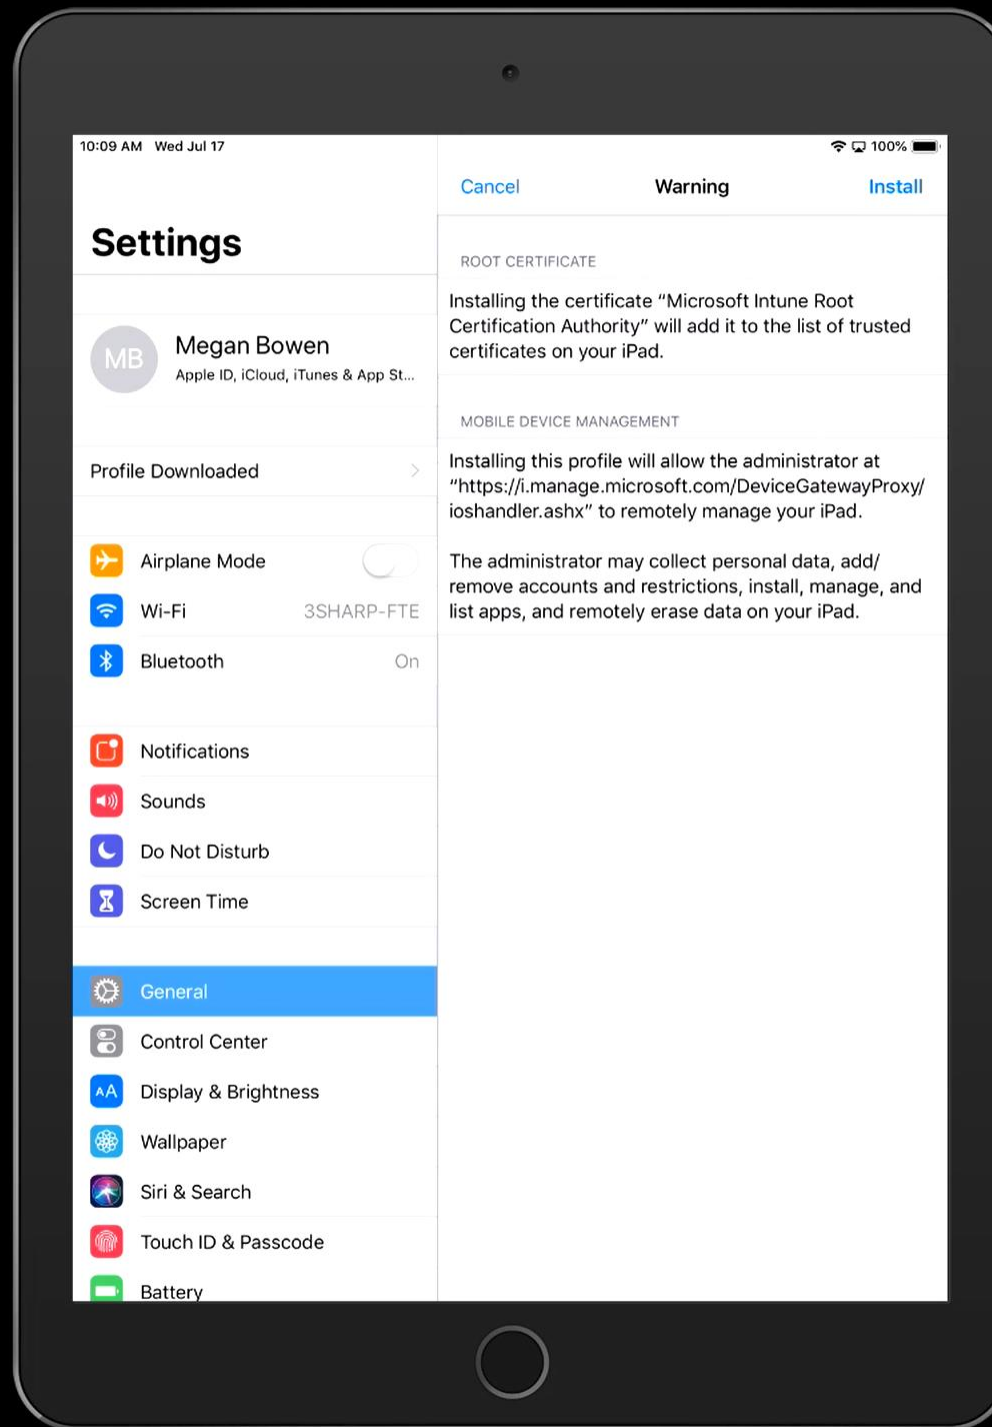 10:09 AM Wed Jul 17
100%
Settings
MB
Megan Bowen
Apple ID, iCloud, iTunes & App St...
Profile Downloaded
Airplane Mode
Wi-Fi 3SHARP-FTE
Bluetooth On
Notifications
Sounds
Do Not Disturb
Screen Time
General
Control Center
AA Display & Brightness
Wallpaper
Siri & Search
Touch ID & Passcode
Battery
Cancel Warning Install
ROOT CERTIFICATE
Installing the certificate “Microsoft Intune Root
Certification Authority” will add it to the list of trusted
certificates on your iPad.
MOBILE DEVICE MANAGEMENT
Installing this profile will allow the administrator at
“https://i.manage.microsoft.com/DeviceGatewayProxy/
ioshandler.ashx” to remotely manage your iPad.
The administrator may collect personal data, add/
remove accounts and restrictions, install, manage, and
list apps, and remotely erase data on your iPad.